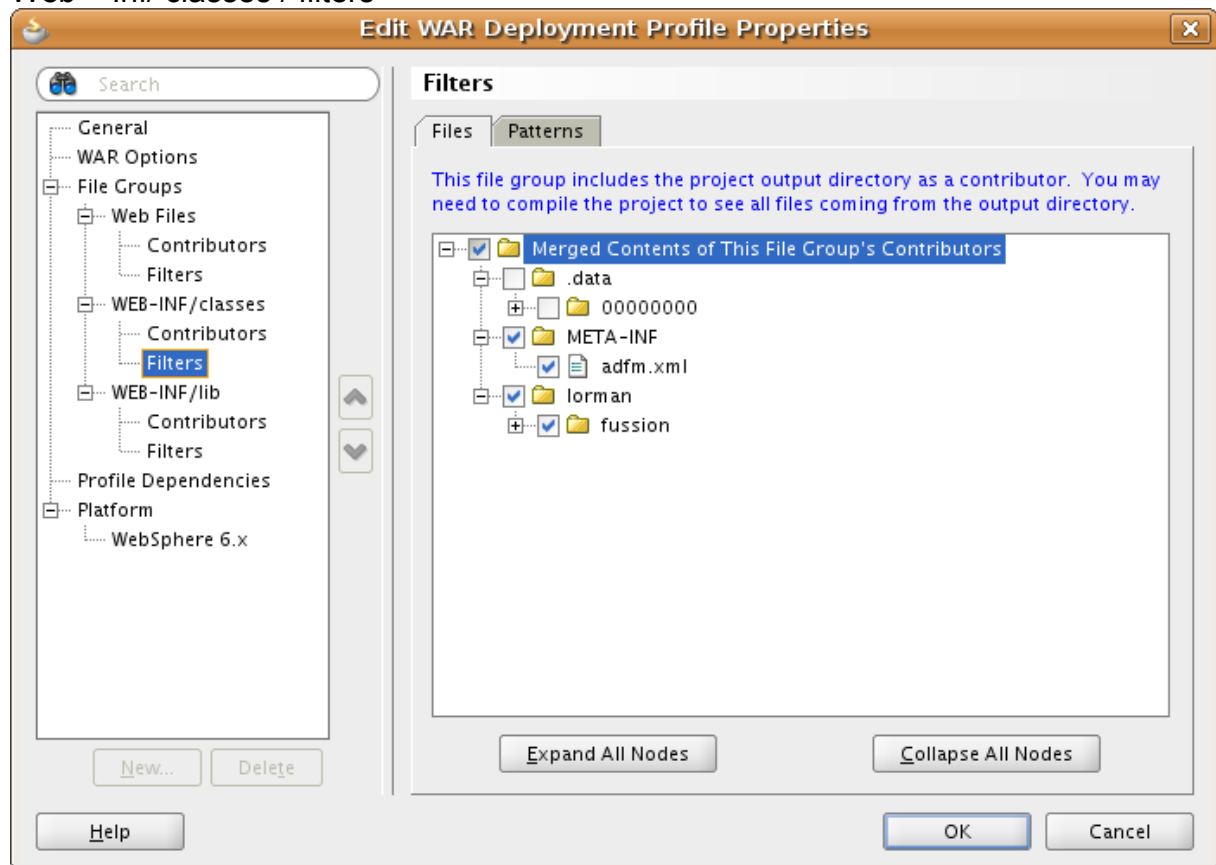 Web – inf/ classes / filters
Edit WAR Deployment Profile Properties
Search
General
WAR Options
File Groups
Web Files
Contributors
Filters
WEB-INF/classes
Contributors
Filters
WEB-INF/lib
Contributors
Filters
Profile Dependencies
Platform
WebSphere 6.x
New...
Delete
Filters
Files
Patterns
This file group includes the project output directory as a contributor. You may
need to compile the project to see all files coming from the output directory.
Merged Contents of This File Group's Contributors
.data
00000000
META-INF
adfm.xml
lorman
fussion
Expand All Nodes
Collapse All Nodes
Help
OK
Cancel